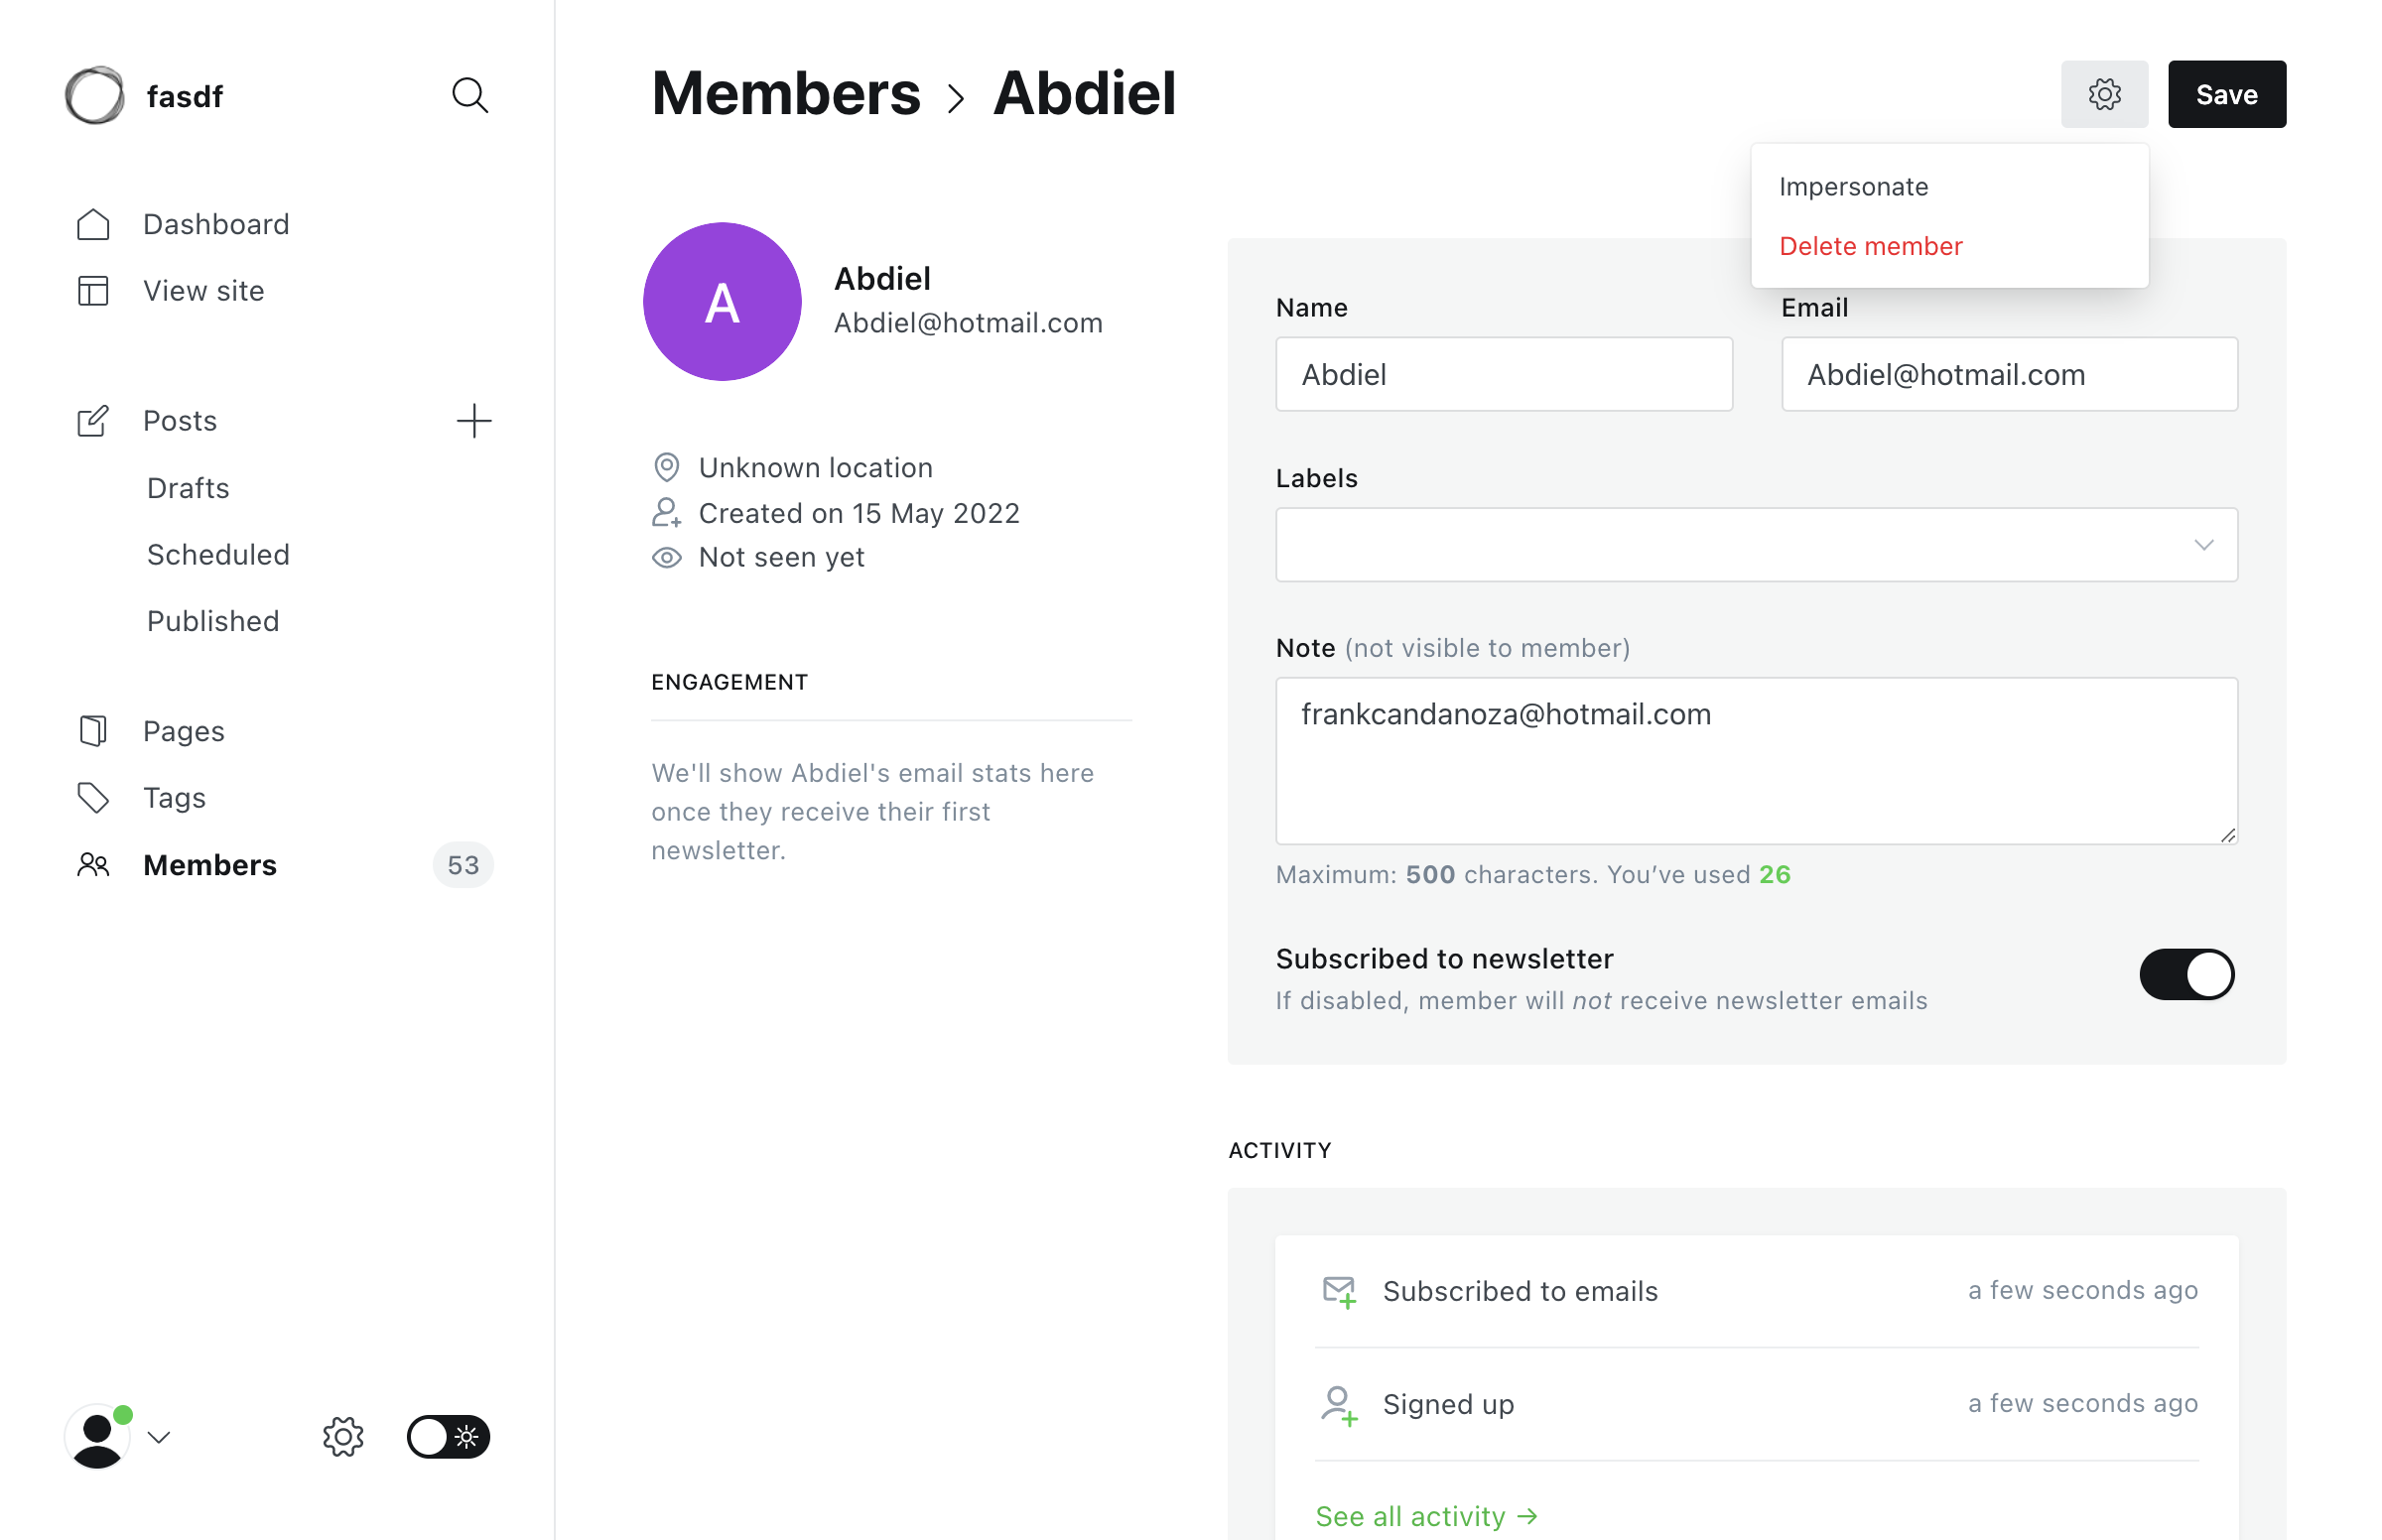 fasdf
Dashboard
View site
Posts
Drafts
Scheduled
Published
Pages
Tags
Members 53
Members > Abdiel
Save
Impersonate
Delete member
A
Abdiel
Abdiel@hotmail.com
Unknown location
Created on 15 May 2022
Not seen yet
ENGAGEMENT
We'll show Abdiel's email stats here
once they receive their first
newsletter.
Name
Abdiel
Email
Abdiel@hotmail.com
Labels
Note (not visible to member)
frankcandanoza@hotmail.com
Maximum: 500 characters. You’ve used 26
Subscribed to newsletter
If disabled, member will not receive newsletter emails
ACTIVITY
Subscribed to emails a few seconds ago
Signed up a few seconds ago
See all activity →